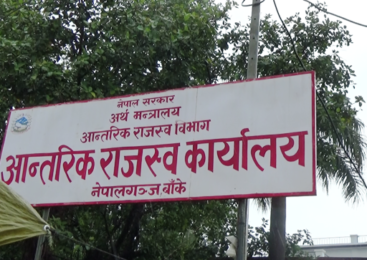 नेपाल सरकार
अर्थ मन्त्रालय
आन्तरिक राजस्व विभाग
आन्तरिक राजस्व कार्यालय
नेपालगञ्ज बाँके